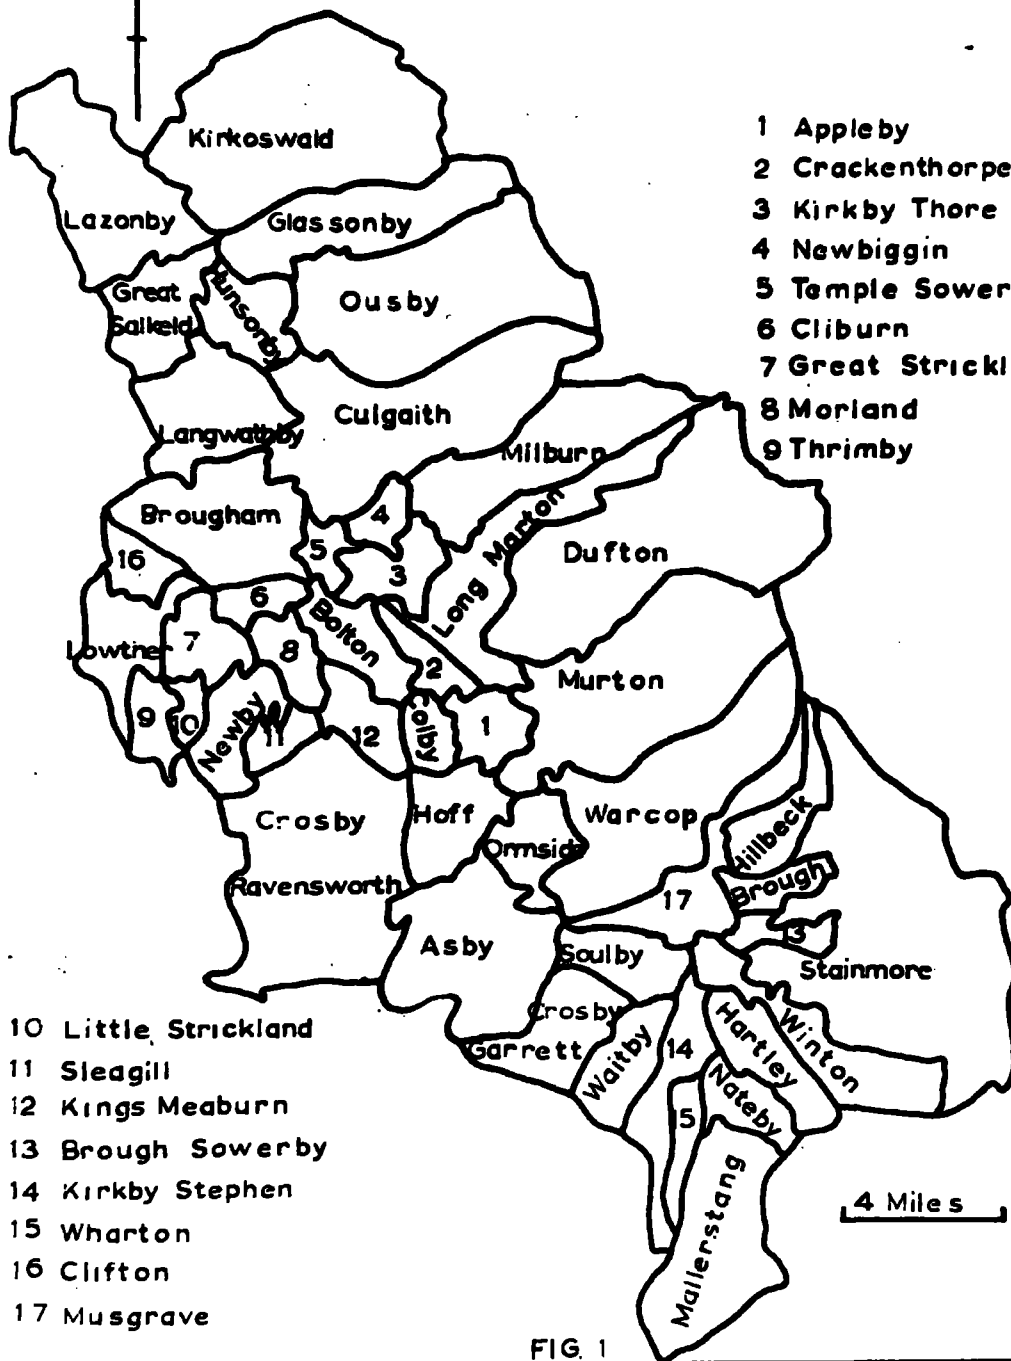 Kirkoswald
1 Appleby
2 Crackenthorpe
3 Kirkby Thore
4 Newbiggin
5 Temple Sower
6 Cliburn
7 Great Strickl
8 Morland
9 Thrimby
Lazonby
Glassonby
Great
Salkeld
Hunsonby
Ousby
Culgaith
Langwathby
Milburn
Brougham
4
5
3
Long Marton
Dufton
16
6
Bolton
Lowther
7
8
2
Murton
9
10
Newby
11
12
Colby
1
Crosby
Ravensworth
Hoff
Ormside
Warcop
Hillbeck
Brough
17
13
Asby
Soulby
Stainmore
Crosby
Garrett
Waitby
14
Hartley
Winton
15
Nateby
Mallerstang
10 Little Strickland
11 Sleagill
12 Kings Meaburn
13 Brough Sowerby
14 Kirkby Stephen
15 Wharton
16 Clifton
17 Musgrave
4 Miles
FIG. 1